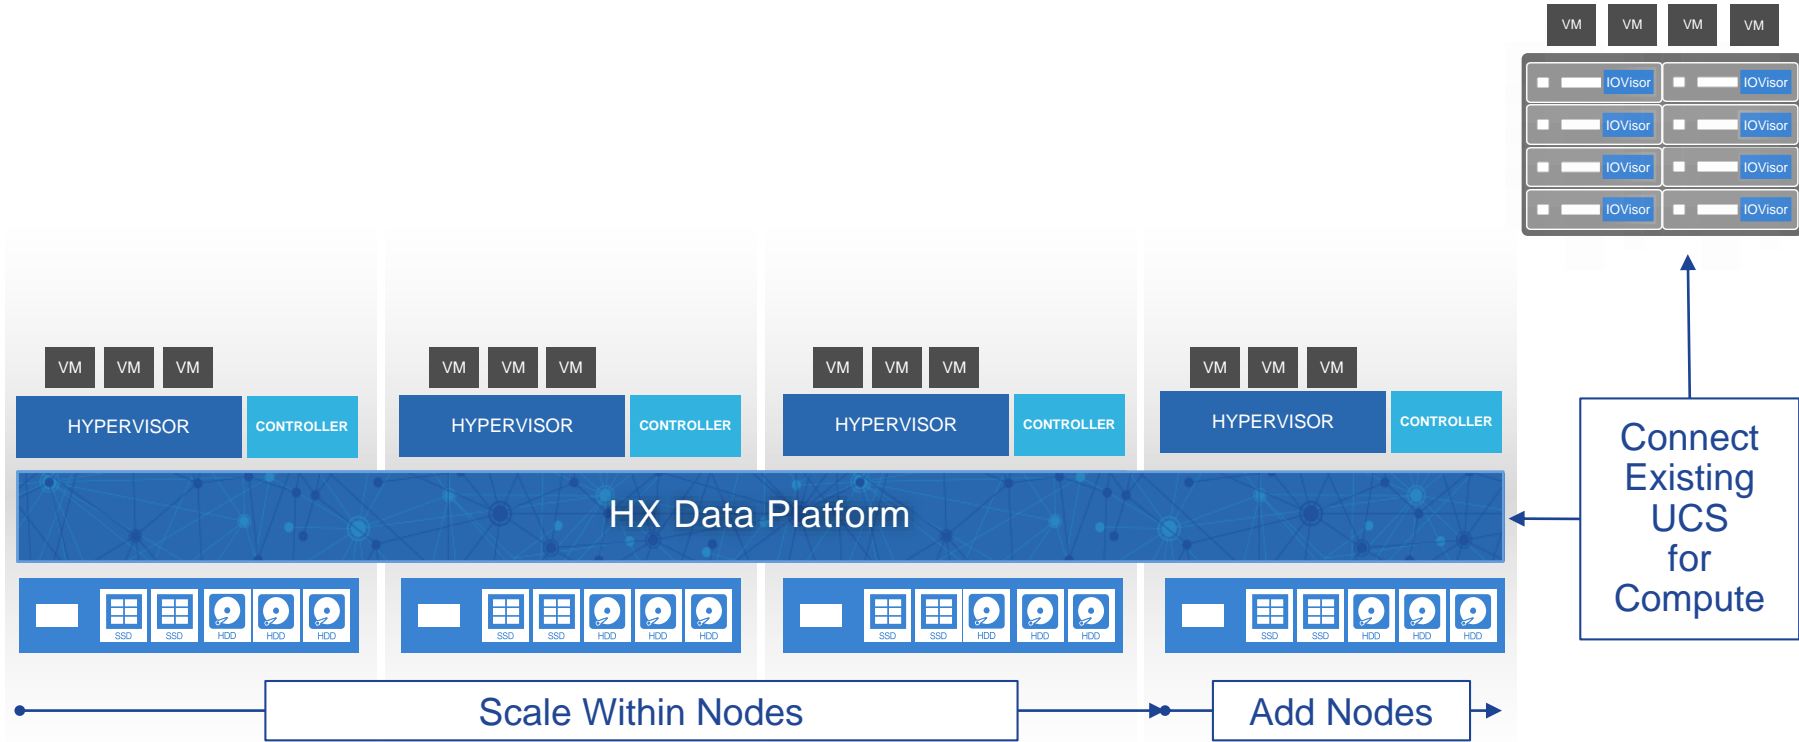 VM VM VM VM
IOVisor IOVisor
IOVisor IOVisor
IOVisor IOVisor
IOVisor IOVisor
VM VM VM VM VM VM VM VM VM VM VM VM
HYPERVISOR CONTROLLER HYPERVISOR CONTROLLER HYPERVISOR CONTROLLER HYPERVISOR CONTROLLER
HX Data Platform
Connect
Existing
UCS
for
Compute
SSD SSD HDD HDD HDD SSD SSD HDD HDD HDD SSD SSD HDD HDD HDD SSD SSD HDD HDD HDD
Scale Within Nodes
Add Nodes